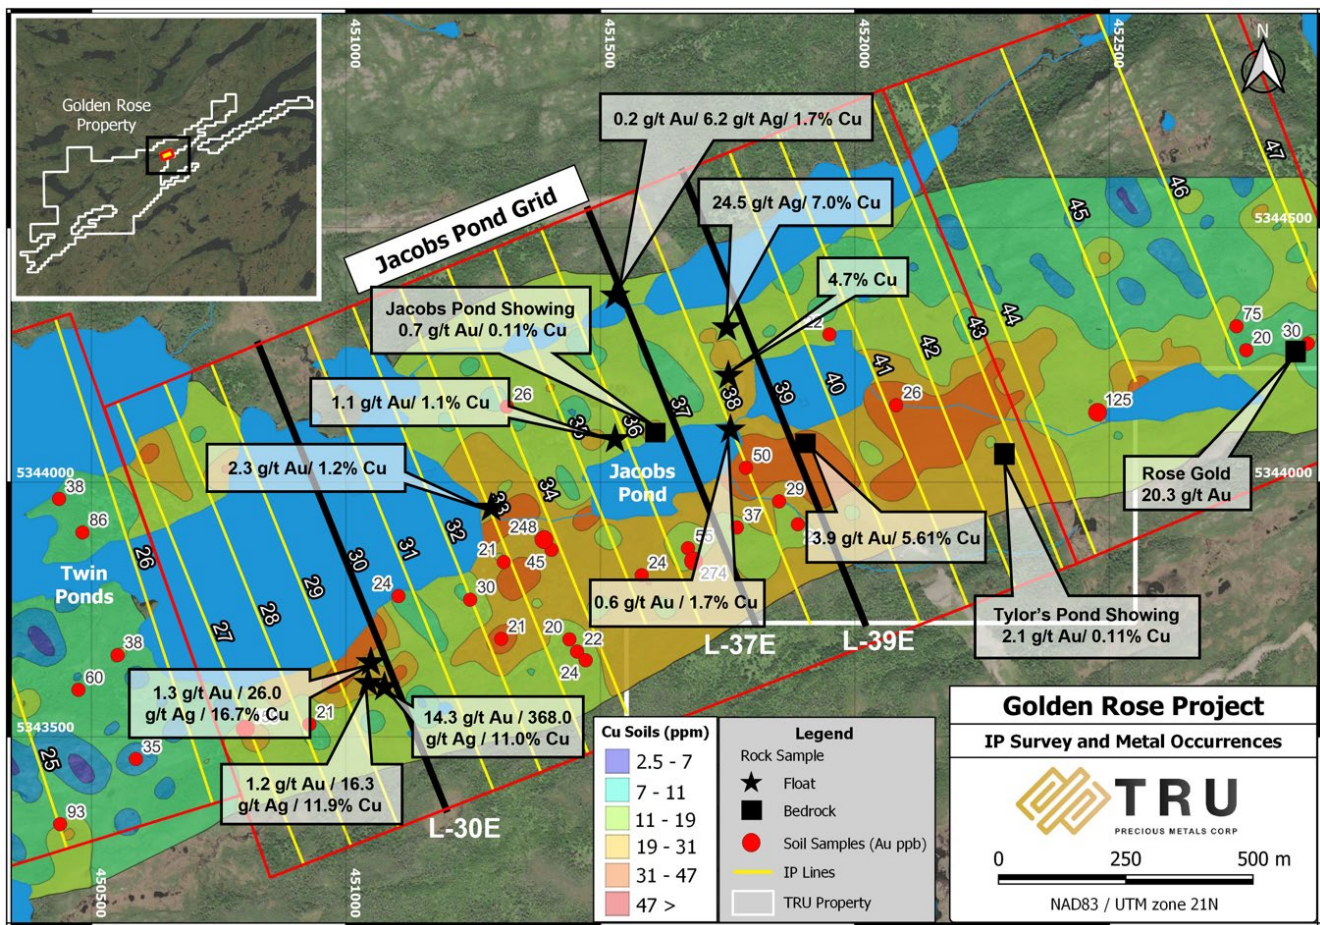 Golden Rose
Property
451000
451500
452000
452500
N
0.2 g/t Au/ 6.2 g/t Ag/ 1.7% Cu
24.5 g/t Ag/ 7.0% Cu
4.7% Cu
Jacobs Pond Grid
Jacobs Pond Showing
0.7 g/t Au/ 0.11% Cu
1.1 g/t Au/ 1.1% Cu
2.3 g/t Au/ 1.2% Cu
47
46
45
44
43
42
41
40
39
38
37
36
34
33
32
31
30
29
28
27
26
25
5344500
75
20
30
26
26
125
Jacobs
Pond
50
29
37
55
274
24
5344000
5344000
38
86
248
21
45
24
30
21
20
22
24
Twin
Ponds
38
60
35
93
21
5343500
Rose Gold
20.3 g/t Au
3.9 g/t Au/ 5.61% Cu
0.6 g/t Au / 1.7% Cu
Tylor's Pond Showing
2.1 g/t Au/ 0.11% Cu
L-37E
L-39E
1.3 g/t Au / 26.0
g/t Ag / 16.7% Cu
14.3 g/t Au / 368.0
g/t Ag / 11.0% Cu
1.2 g/t Au / 16.3
g/t Ag / 11.9% Cu
L-30E
450500
451000
Cu Soils (ppm)
2.5 - 7
7 - 11
11 - 19
19 - 31
31 - 47
47 >
Legend
Rock Sample
Float
Bedrock
Soil Samples (Au ppb)
IP Lines
TRU Property
Golden Rose Project
IP Survey and Metal Occurrences
TRU
PRECIOUS METALS CORP
0 250 500 m
NAD83 / UTM zone 21N